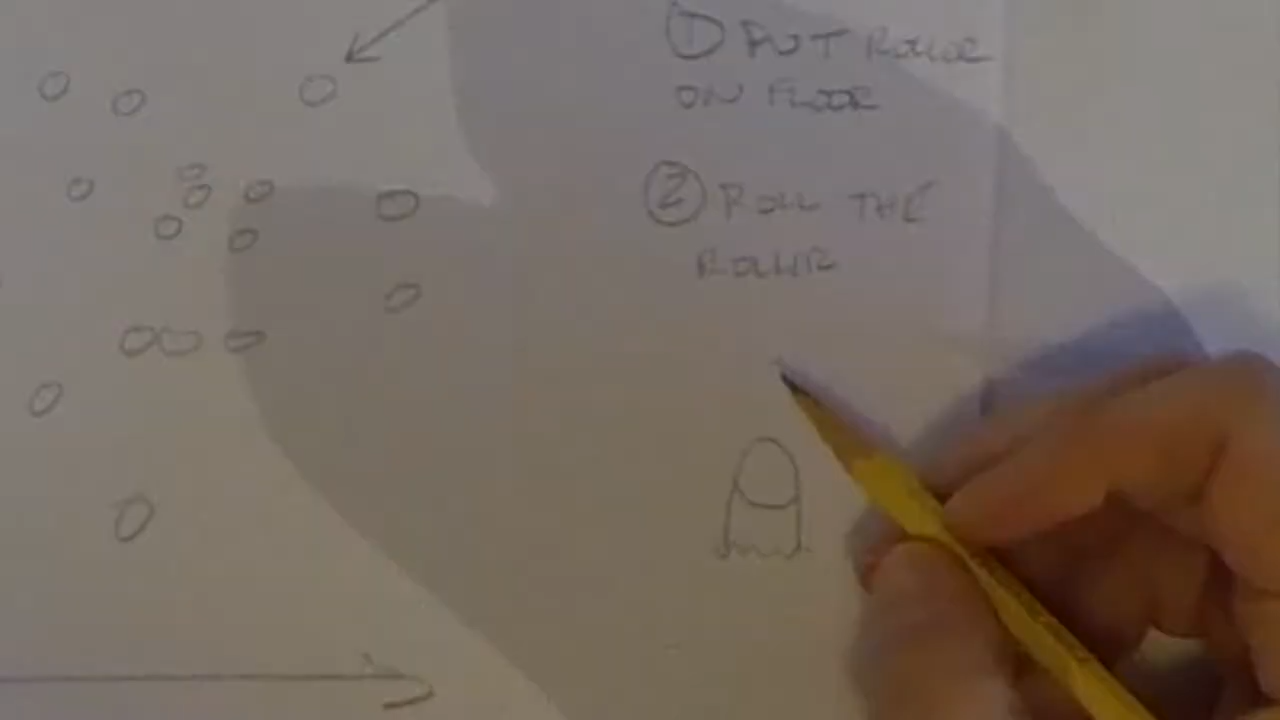 ① PUT ROLLER
ON FLOOR
② ROLL THE
ROLLER